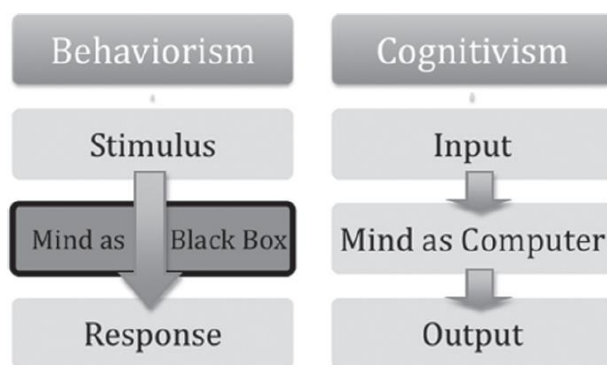 Behaviorism
Stimulus
Mind as Black Box
Response
Cognitivism
Input
Mind as Computer
Output